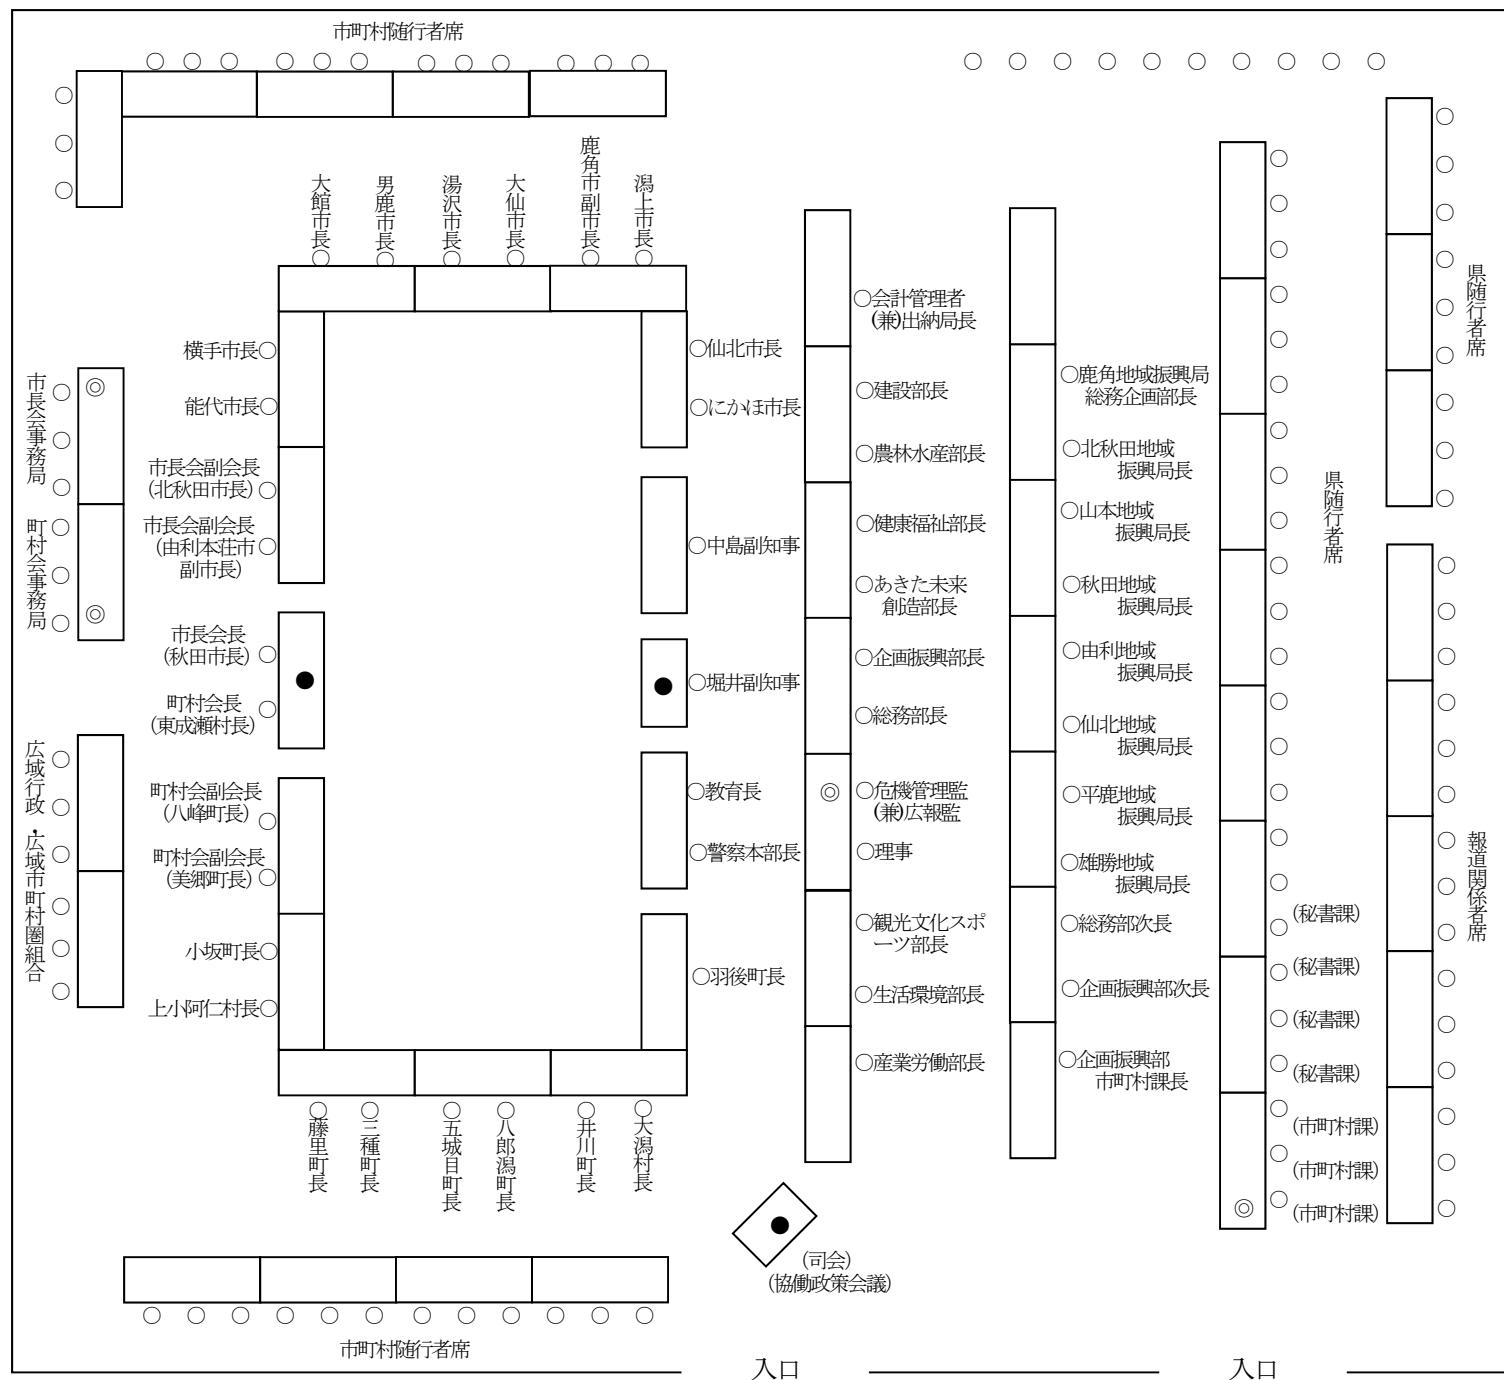 市町村随行者席
大館市長○
男鹿市長○
湯沢市長○
大仙市長○
鹿角市副市長○
潟上市長○
横手市長○
能代市長○
市長会副会長
(北秋田市長)○
市長会副会長
(由利本荘市
副市長)○
市長会長
(秋田市長)○
町村会長
(東成瀬村長)○
町村会副会長
(八峰町長)○
町村会副会長
(美郷町長)○
小坂町長○
上小阿仁村長○
市長会事務局
町村会事務局
広域行政・広域市町村圏組合
○仙北市長
○にかほ市長
○中島副知事
○堀井副知事
○教育長
○警察本部長
○羽後町長
○藤里町長
○三種町長
○五城目町長
○八郎潟町長
○井川町長
○大潟村長
○会計管理者
(兼)出納局長
○建設部長
○農林水産部長
○健康福祉部長
○あきた未来
創造部長
○企画振興部長
○総務部長
◎
○危機管理監
(兼)広報監
○理事
○観光文化スポ
ーツ部長
○生活環境部長
○産業労働部長
○鹿角地域振興局
総務企画部長
○北秋田地域
振興局長
○山本地域
振興局長
○秋田地域
振興局長
○由利地域
振興局長
○仙北地域
振興局長
○平鹿地域
振興局長
○雄勝地域
振興局長
○総務部次長
○企画振興部次長
○企画振興部
市町村課長
県随行者席
(秘書課)
(秘書課)
(秘書課)
(秘書課)
(市町村課)
(市町村課)
(市町村課)
県随行者席
報道関係者席
(司会)
(協働政策会議)
市町村随行者席
入口
入口